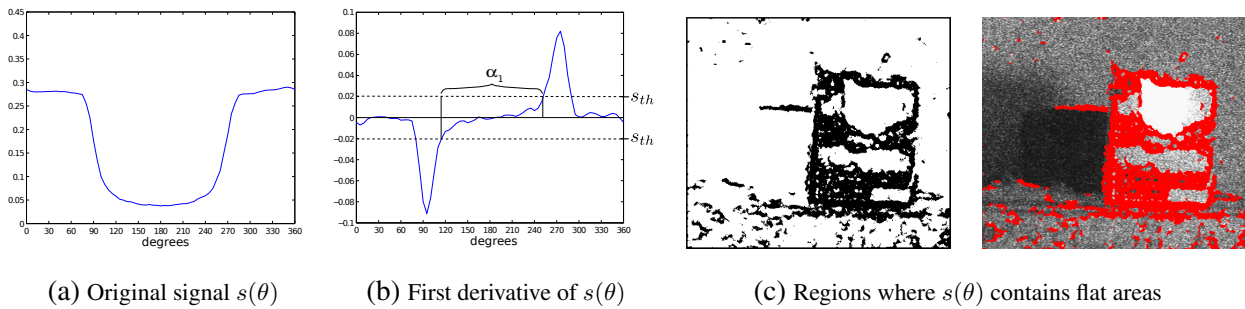 0.45
0.4
0.35
0.3
0.25
0.2
0.15
0.1
0.05
0
0 30 60 90 120 150 180 210 240 270 300 330 360
degrees
0.1
0.08
0.06
0.04
0.02
0
−0.02
−0.04
−0.06
−0.08
−0.1
0 30 60 90 120 150 180 210 240 270 300 330 360
degrees
α₁
s_th
s_th
(a) Original signal s(θ)
(b) First derivative of s(θ)
(c) Regions where s(θ) contains flat areas